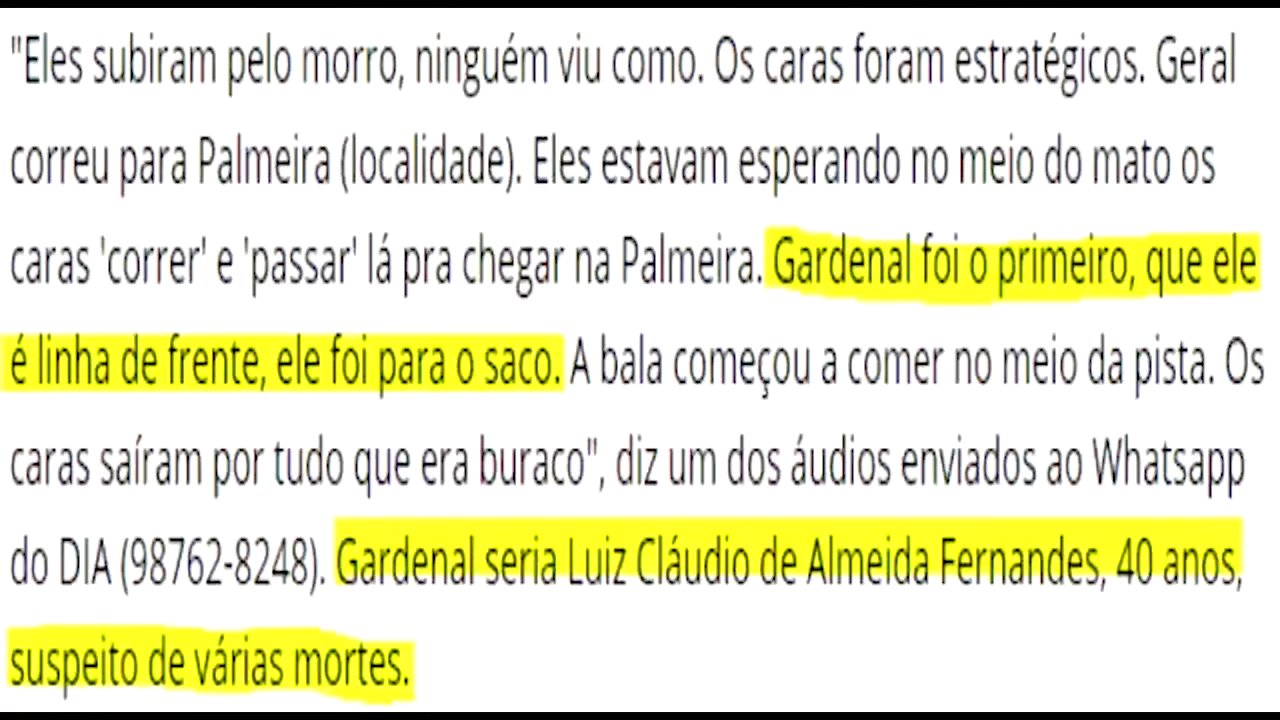 "Eles subiram pelo morro, ninguém viu como. Os caras foram estratégicos. Geral
correu para Palmeira (localidade). Eles estavam esperando no meio do mato os
caras 'correr' e 'passar' lá pra chegar na Palmeira. Gardenal foi o primeiro, que ele
é linha de frente, ele foi para o saco. A bala começou a comer no meio da pista. Os
caras saíram por tudo que era buraco", diz um dos áudios enviados ao Whatsapp
do DIA (98762-8248). Gardenal seria Luiz Cláudio de Almeida Fernandes, 40 anos,
suspeito de várias mortes.